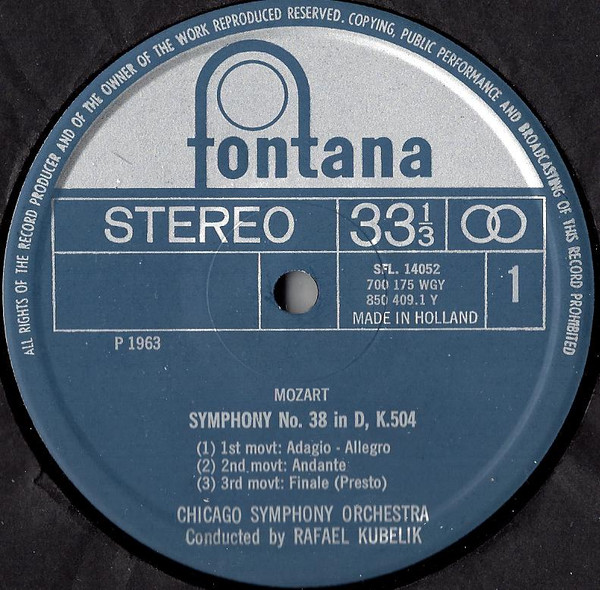 ALL RIGHTS OF THE RECORD PRODUCER AND OF THE OWNER OF THE WORK REPRODUCED RESERVED. COPYING, PUBLIC PERFORMANCE AND BROADCASTING OF THIS RECORD PROHIBITED
fontana
STEREO
33 1/3
SFL. 14052
700 175 WGY
850 409.1 Y
MADE IN HOLLAND
1
P 1963
MOZART
SYMPHONY No. 38 in D, K.504
(1) 1st movt: Adagio - Allegro
(2) 2nd movt: Andante
(3) 3rd movt: Finale (Presto)
CHICAGO SYMPHONY ORCHESTRA
Conducted by RAFAEL KUBELIK